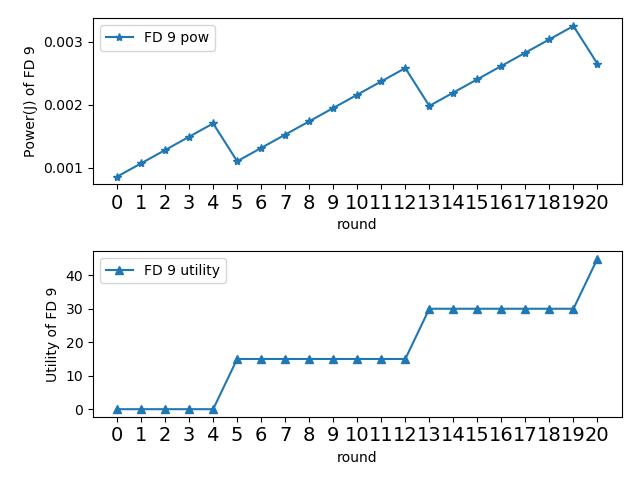 FD 9 pow
Power(J) of FD 9
0.003
0.002
0.001
0 1 2 3 4 5 6 7 8 9 10 11 12 13 14 15 16 17 18 19 20
round
FD 9 utility
Utility of FD 9
40
30
20
10
0
0 1 2 3 4 5 6 7 8 9 10 11 12 13 14 15 16 17 18 19 20
round